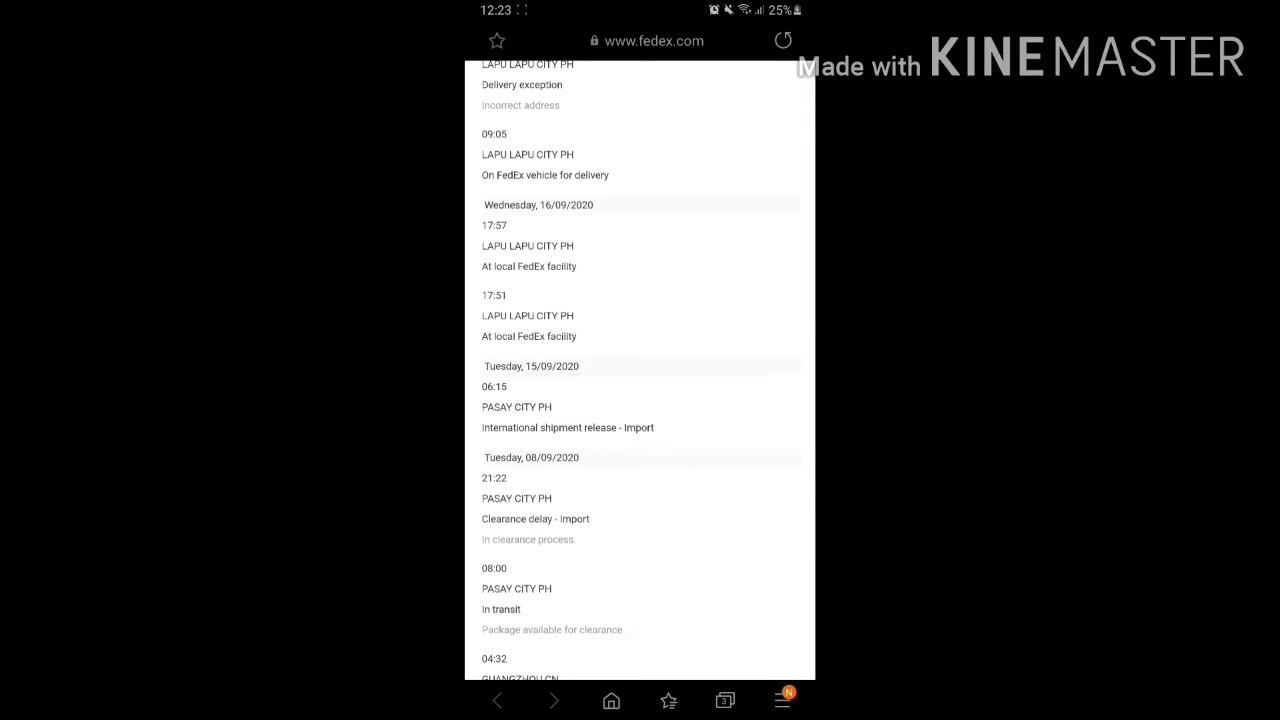 12:23
25%
www.fedex.com
Made with KINEMASTER
LAPU LAPU CITY PH
Delivery exception
Incorrect address
09:05
LAPU LAPU CITY PH
On FedEx vehicle for delivery
Wednesday, 16/09/2020
17:57
LAPU LAPU CITY PH
At local FedEx facility
17:51
LAPU LAPU CITY PH
At local FedEx facility
Tuesday, 15/09/2020
06:15
PASAY CITY PH
International shipment release - Import
Tuesday, 08/09/2020
21:22
PASAY CITY PH
Clearance delay - Import
In clearance process.
08:00
PASAY CITY PH
In transit
Package available for clearance
04:32
GUANGZHOU CN
3
N